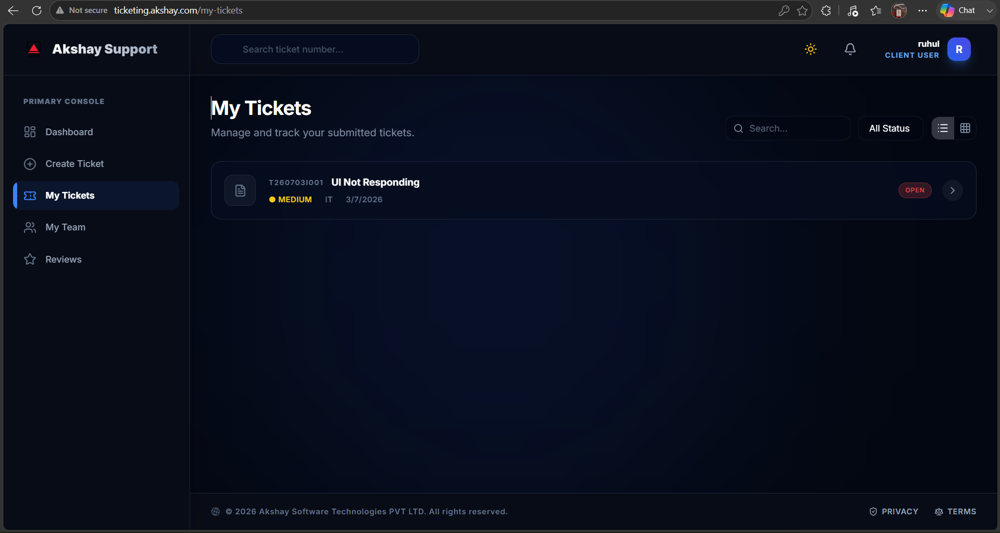 Not secure ticketing.akshay.com/my-tickets
Chat
Akshay Support
Search ticket number...
ruhul
CLIENT USER
R
PRIMARY CONSOLE
Dashboard
Create Ticket
My Tickets
My Team
Reviews
My Tickets
Manage and track your submitted tickets.
Search...
All Status
T260703I001 UI Not Responding
MEDIUM IT 3/7/2026
OPEN
© 2026 Akshay Software Technologies PVT LTD. All rights reserved.
PRIVACY
TERMS